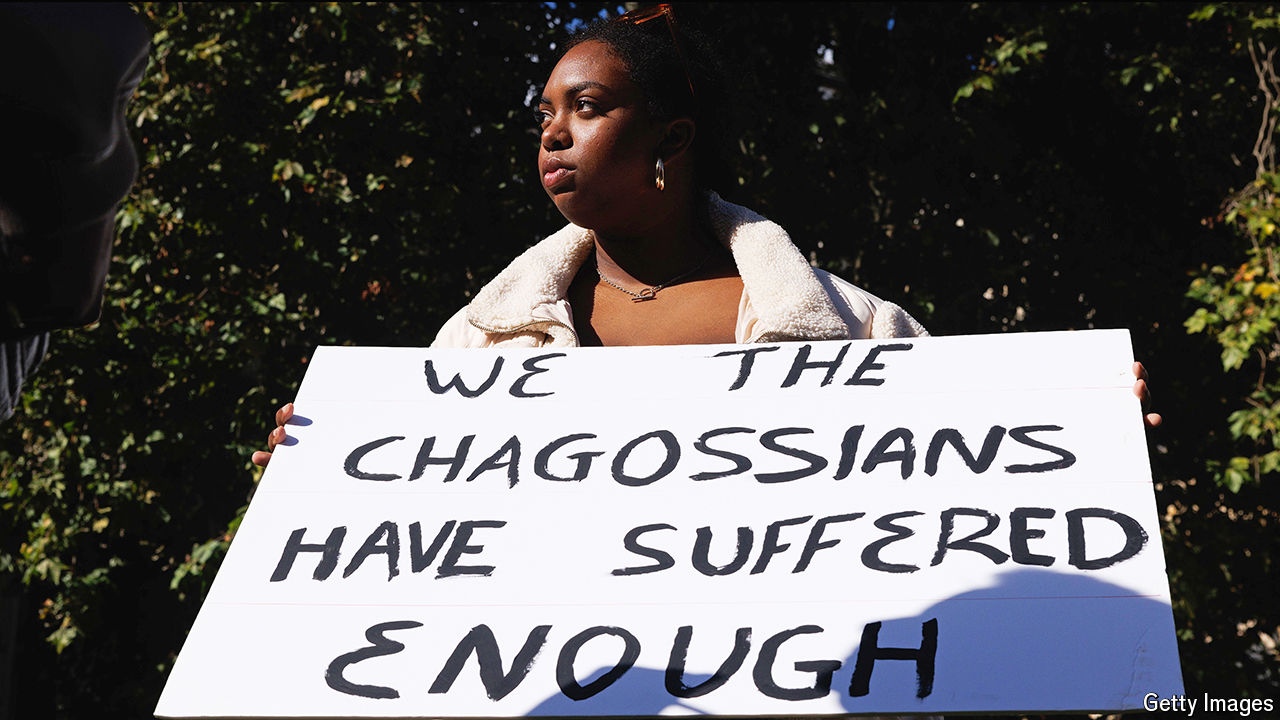 WE THE
CHAGOSSIANS
HAVE SUFFERED
ENOUGH
Getty Images